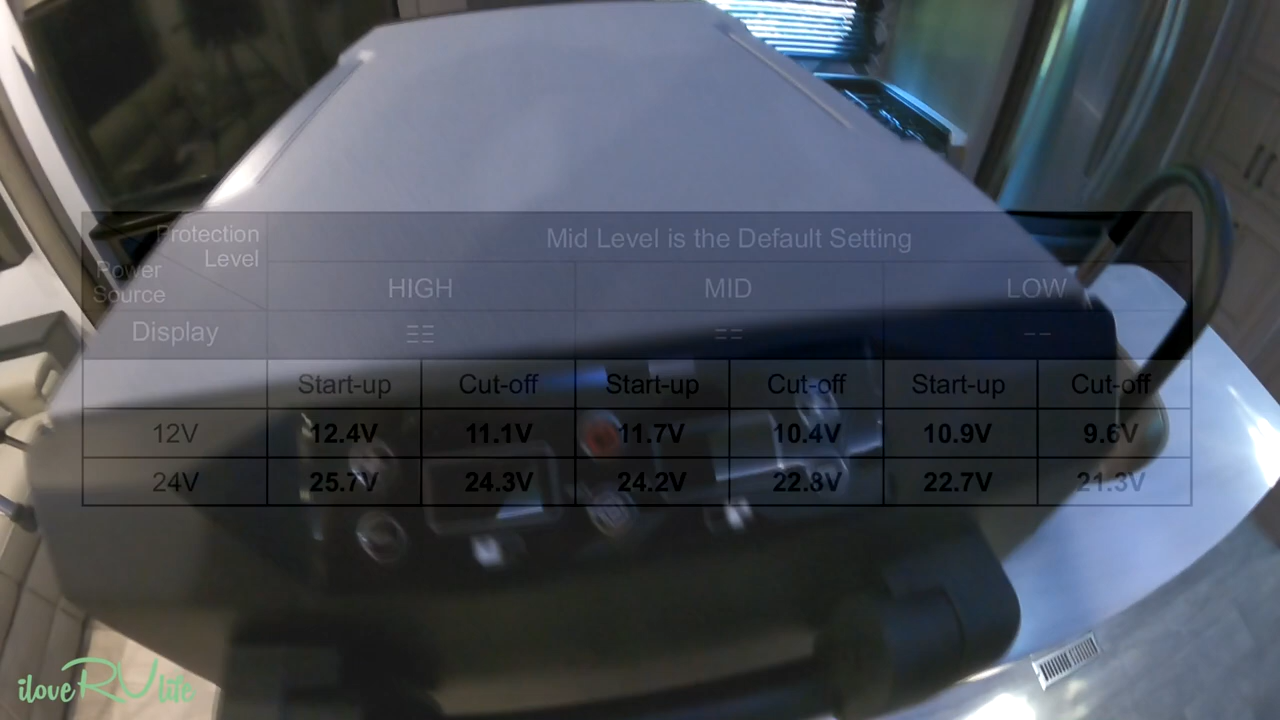 Protection Level
Mid Level is the Default Setting
Power Source
HIGH MID LOW
Display
Start-up Cut-off Start-up Cut-off Start-up Cut-off
12V 12.4V 11.1V 11.7V 10.4V 10.9V 9.6V
24V 25.7V 24.3V 24.2V 22.8V 22.7V 21.3V
iloveRVlife